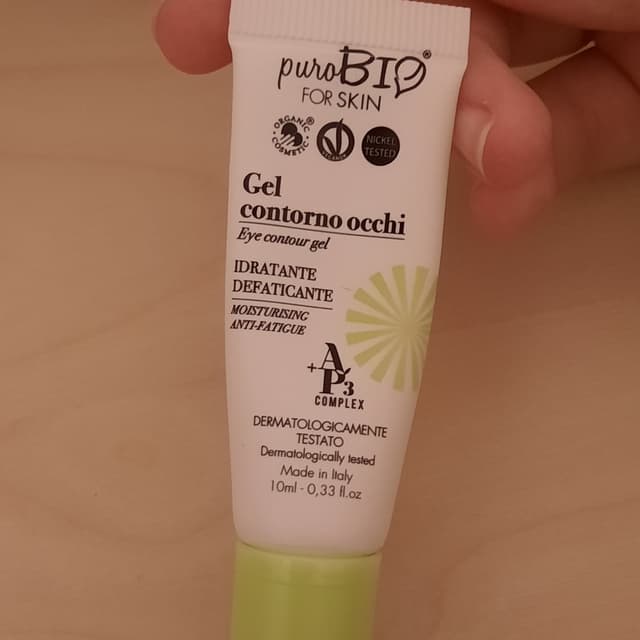 puroBIO®
FOR SKIN
ORGANIC COSMETIC®
VEGANOK
NICKEL
TESTED
Gel
contorno occhi
Eye contour gel
IDRATANTE
DEFATICANTE
MOISTURISING
ANTI-FATIGUE
+AP3
COMPLEX
DERMATOLOGICAMENTE
TESTATO
Dermatologically tested
Made in Italy
10ml - 0,33 fl.oz